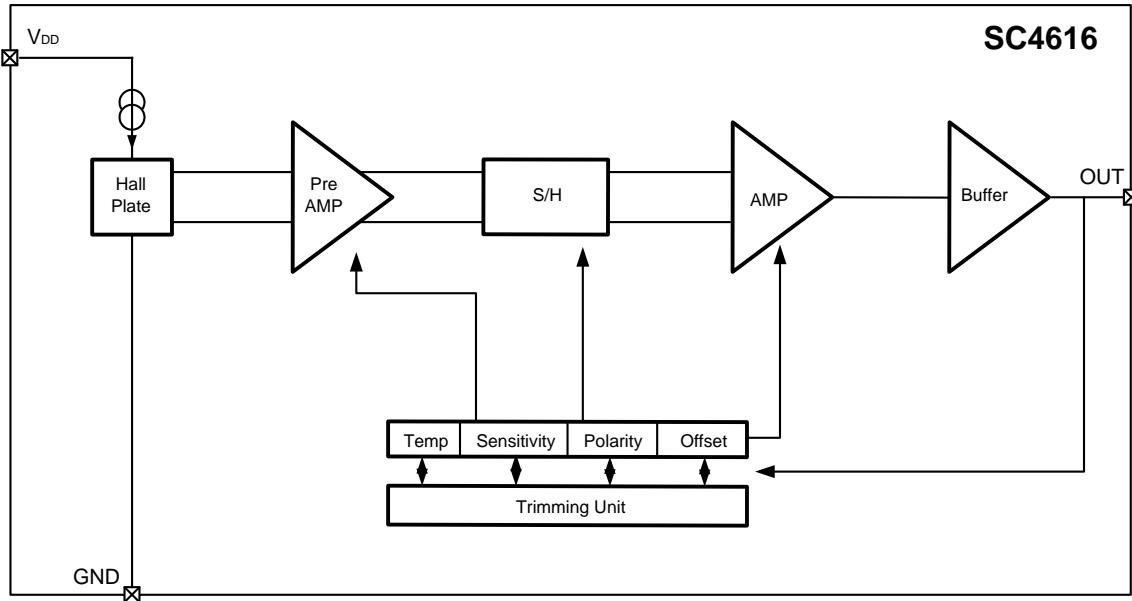 VDD
SC4616
Hall
Plate
Pre
AMP
S/H
AMP
Buffer
OUT
Temp
Sensitivity
Polarity
Offset
Trimming Unit
GND